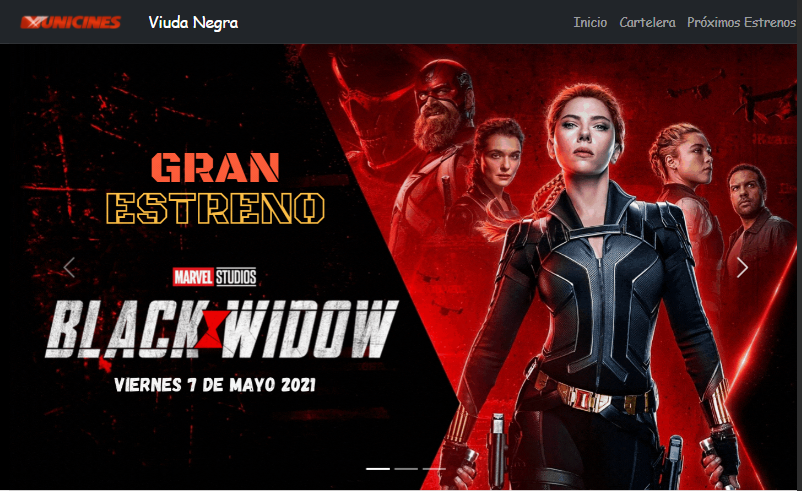 UNICINES
Viuda Negra
Inicio
Cartelera
Próximos Estrenos
GRAN
ESTRENO
MARVEL STUDIOS
BLACK WIDOW
VIERNES 7 DE MAYO 2021